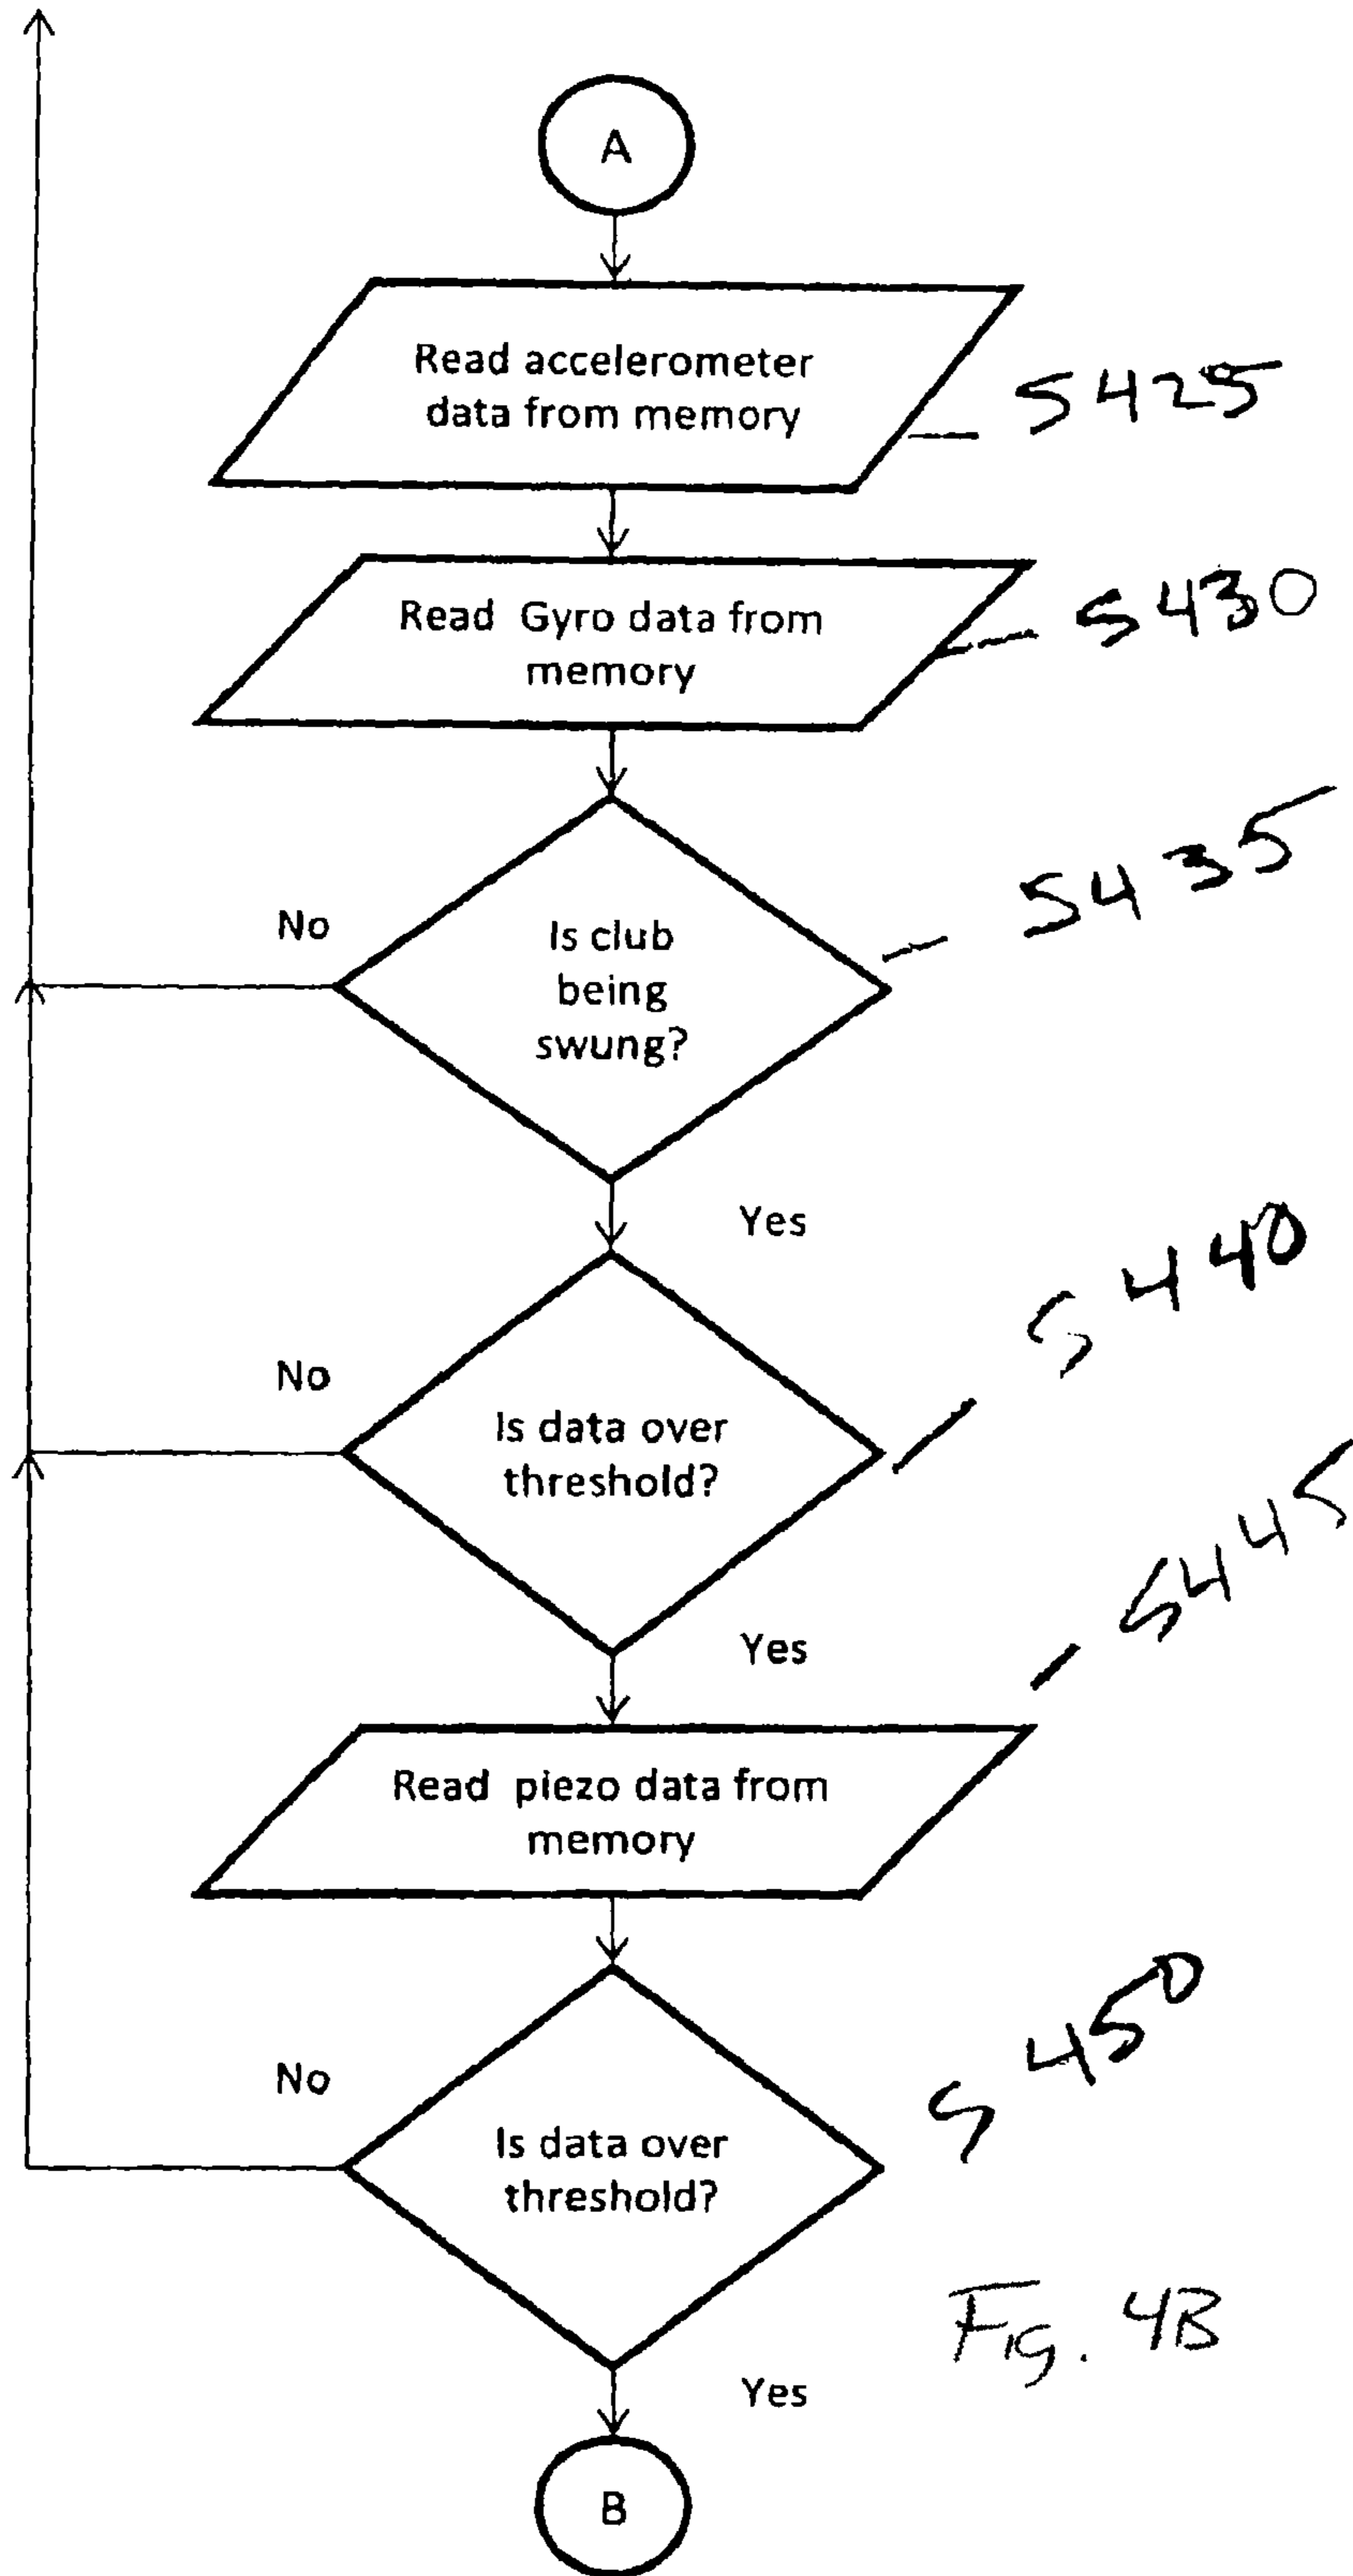 A
Read accelerometer
data from memory
S425
Read Gyro data from
memory
S430
No
Is club
being
swung?
S435
Yes
No
Is data over
threshold?
S440
Yes
S445
Read piezo data from
memory
No
Is data over
threshold?
S450
Yes
Fig. 4B
B